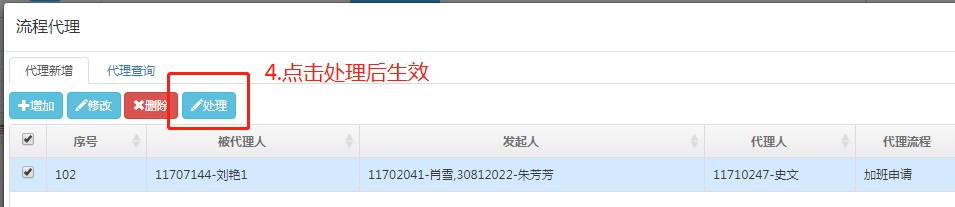 流程代理
代理新增 代理查询 4.点击处理后生效
增加 修改 删除 处理
序号 被代理人 发起人 代理人 代理流程
102 11707144-刘艳1 11702041-肖雪,30812022-朱芳芳 11710247-史文 加班申请